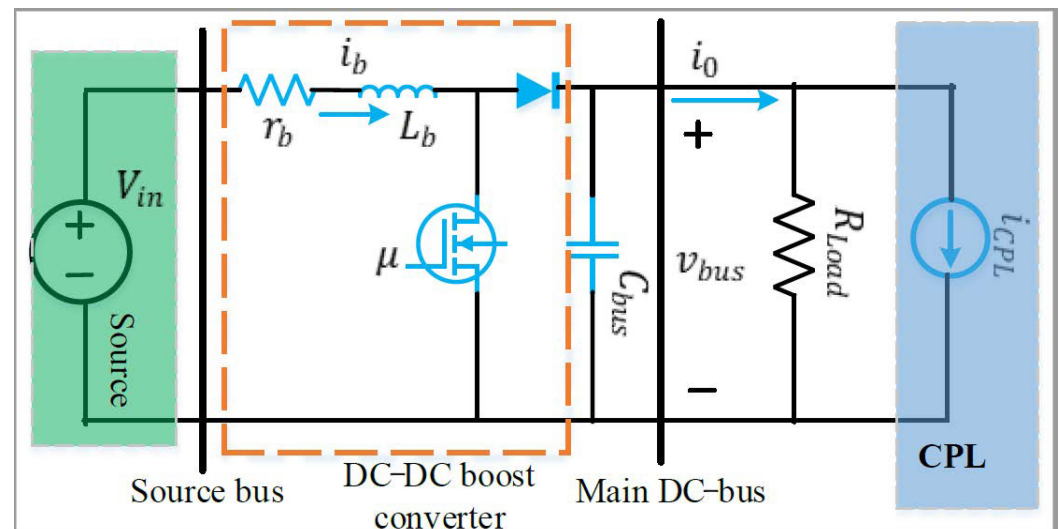 i_b
i_0
r_b
L_b
+
V_in
+
−
μ
C_bus
v_bus
R_Load
i_CPL
Source
−
CPL
Source bus
DC−DC boost
converter
Main DC−bus